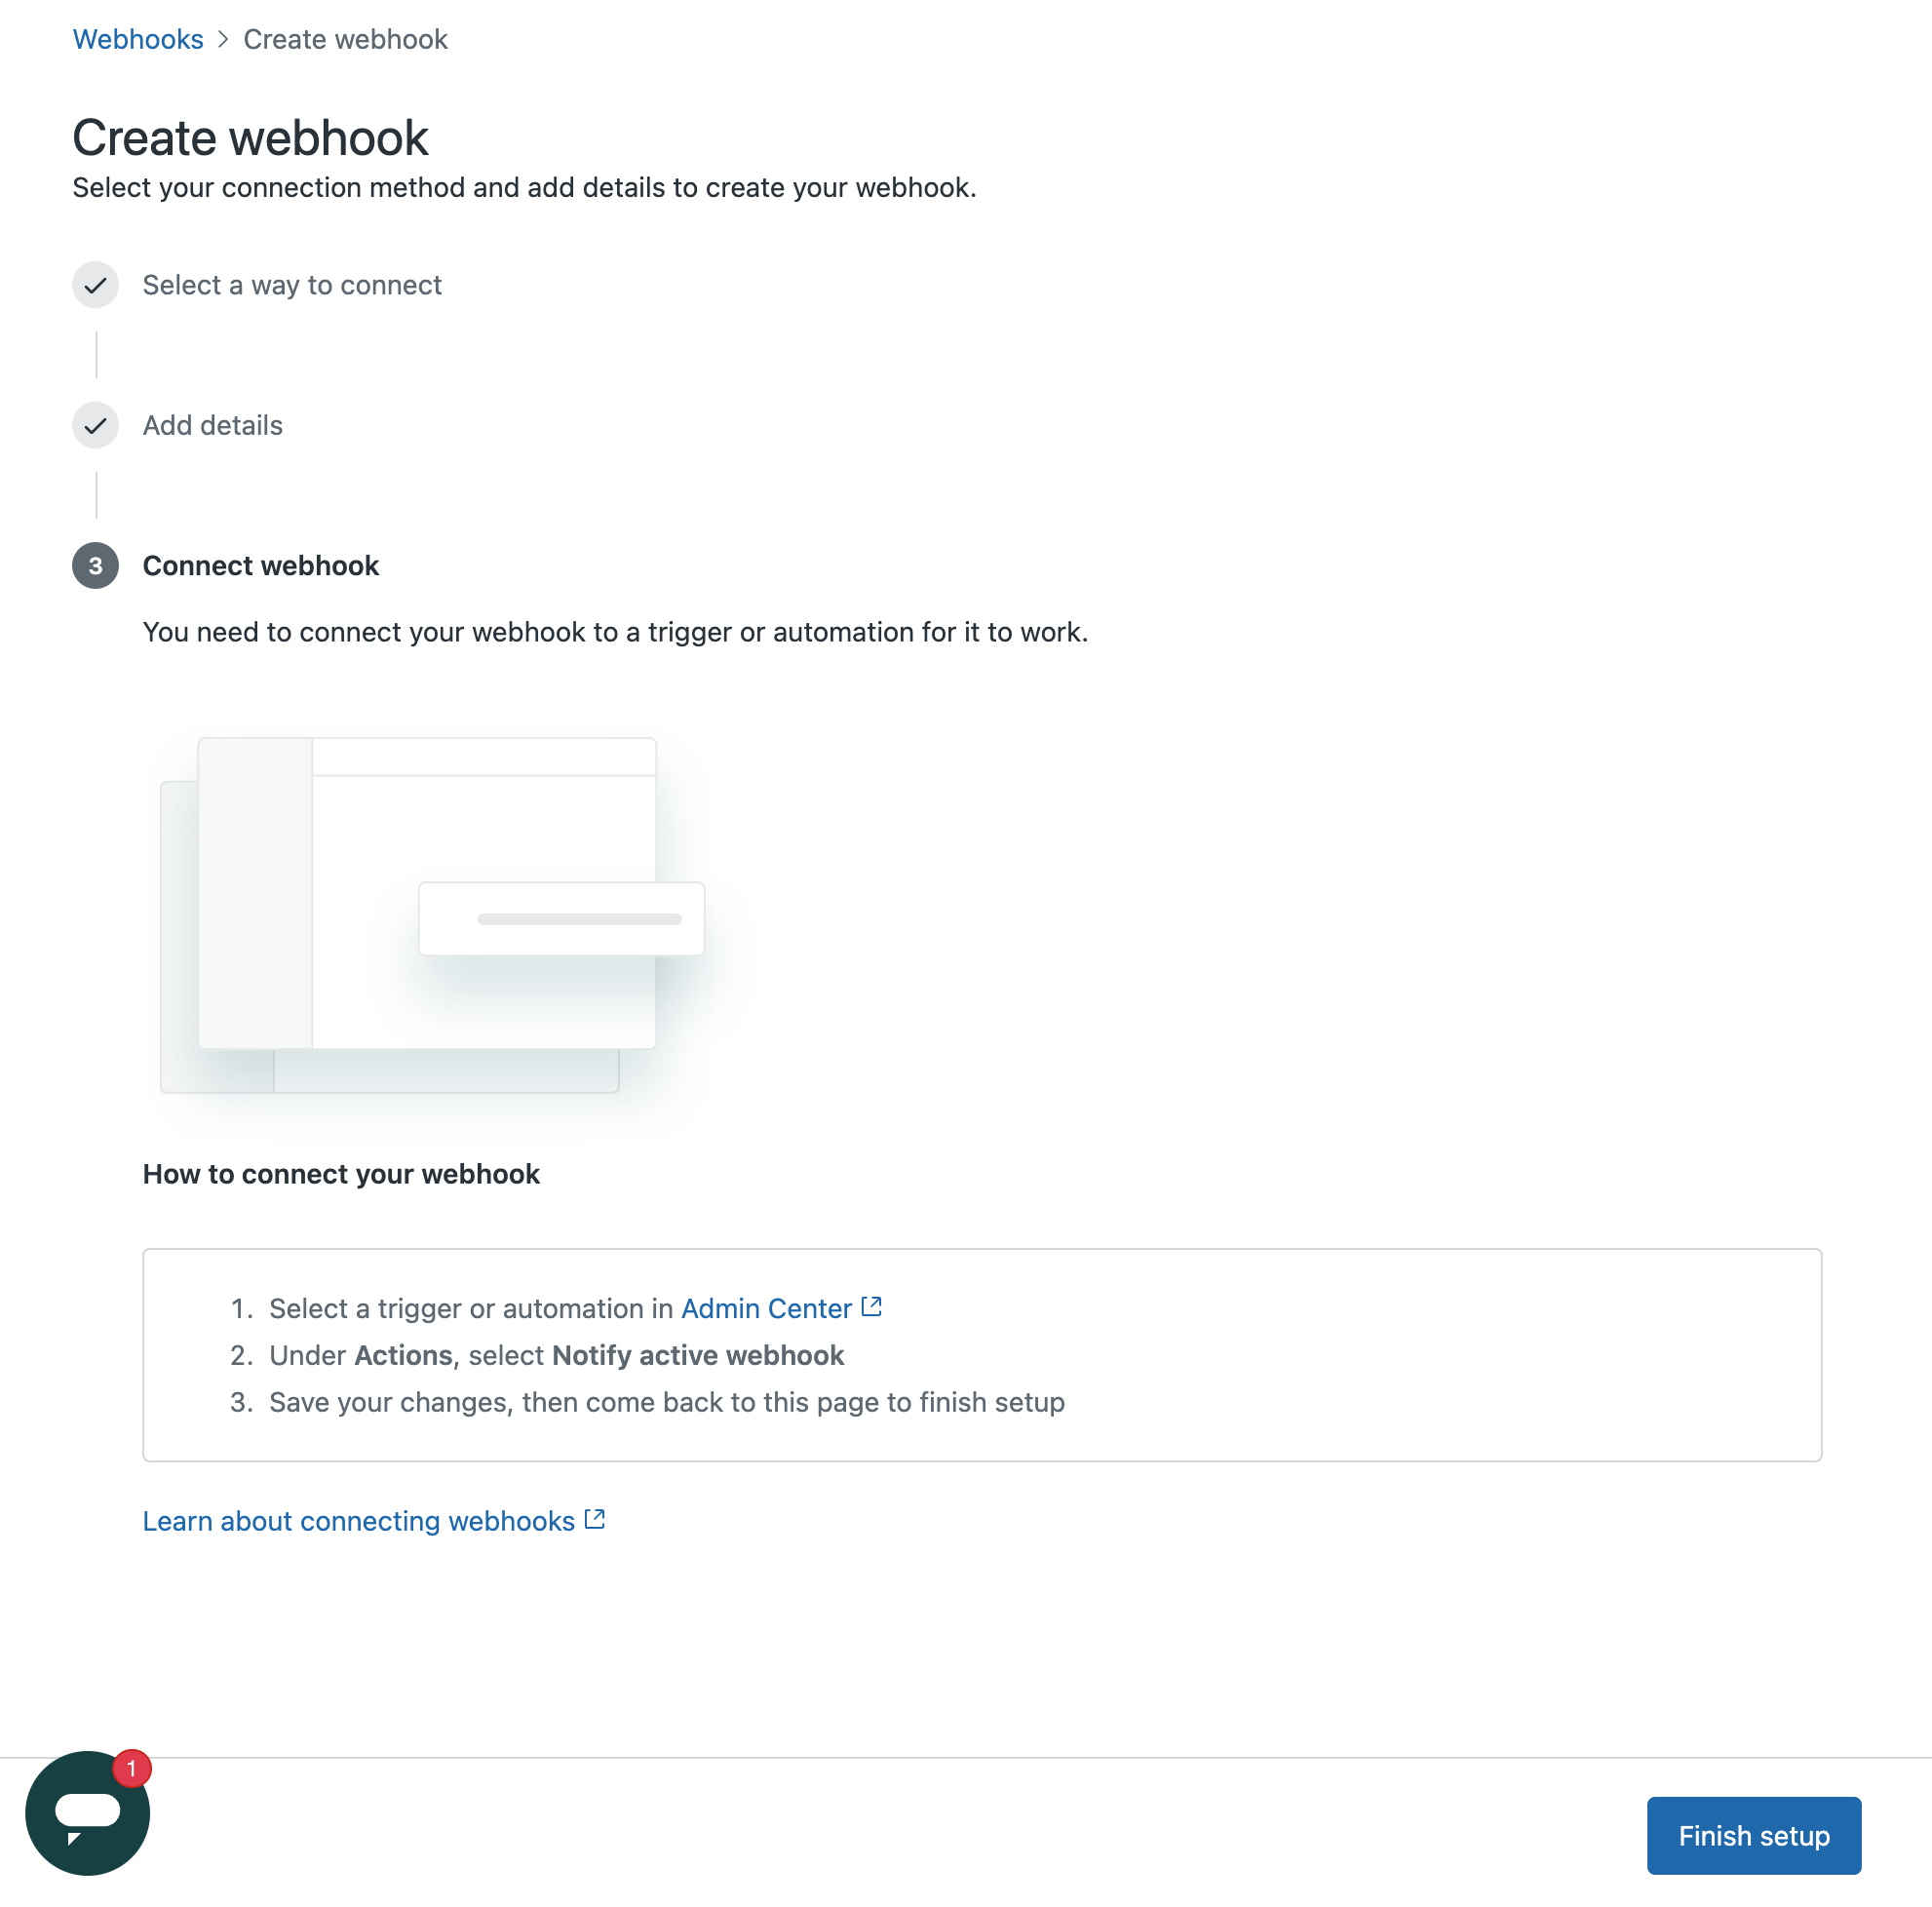 Webhooks > Create webhook
Create webhook
Select your connection method and add details to create your webhook.
Select a way to connect
Add details
3 Connect webhook
You need to connect your webhook to a trigger or automation for it to work.
How to connect your webhook
1. Select a trigger or automation in Admin Center
2. Under Actions, select Notify active webhook
3. Save your changes, then come back to this page to finish setup
Learn about connecting webhooks
1
Finish setup